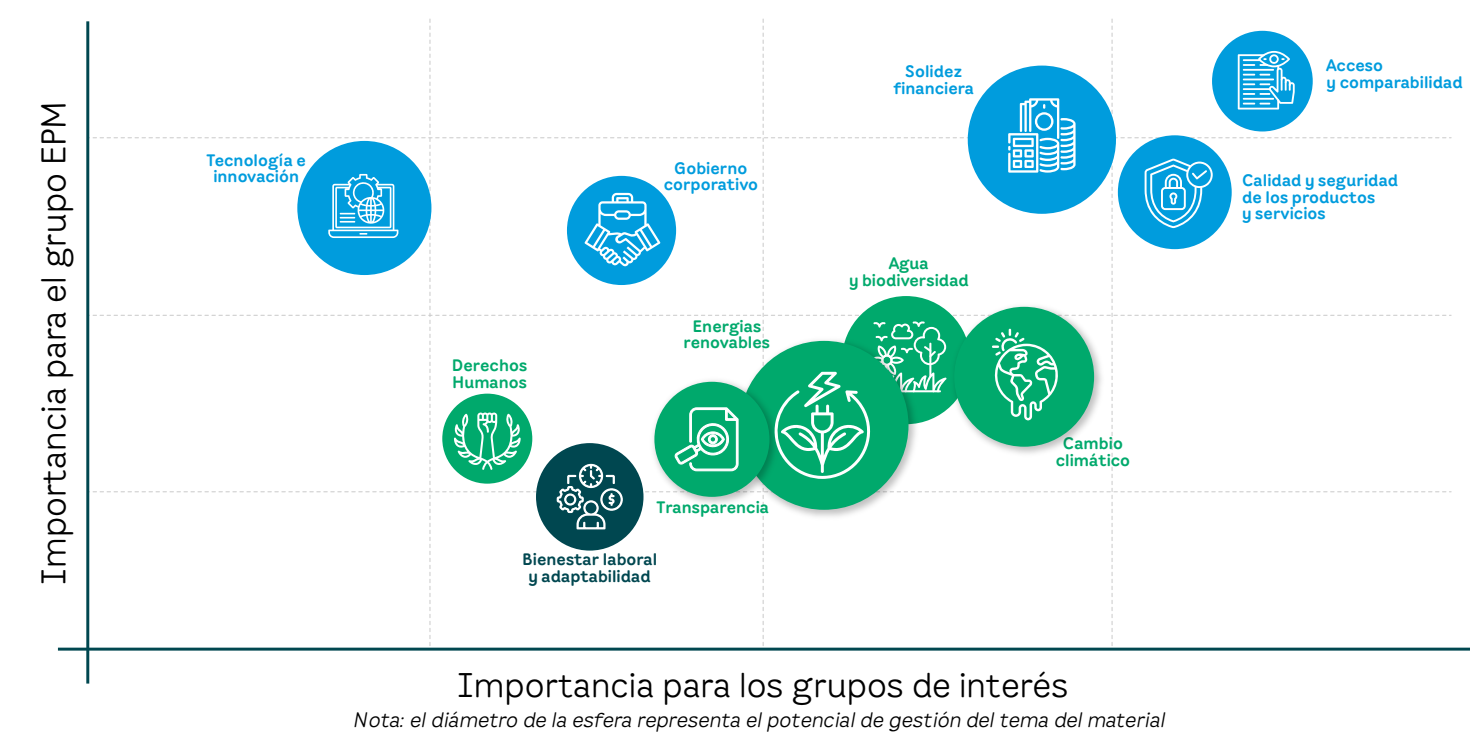 Importancia para el grupo EPM
Solidez
financiera
Acceso
y comparabilidad
Tecnología e
innovación
Gobierno
corporativo
Calidad y seguridad
de los productos
y servicios
Agua
y biodiversidad
Energias
renovables
Derechos
Humanos
$
Cambio
climático
Transparencia
Bienestar laboral
y adaptabilidad
Importancia para los grupos de interés
Nota: el diámetro de la esfera representa el potencial de gestión del tema del material